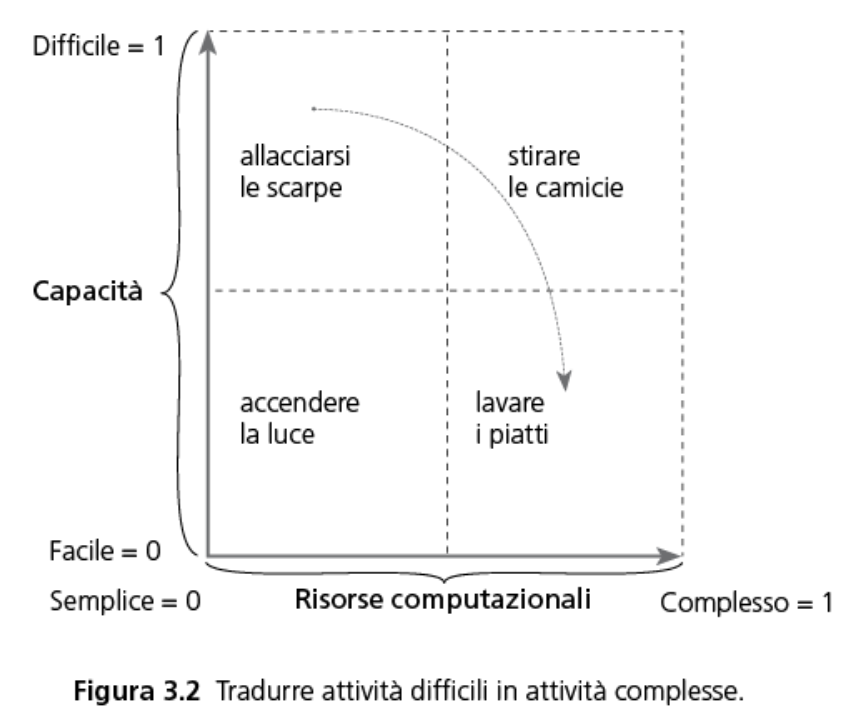 Difficile = 1
allacciarsi
le scarpe
stirare
le camicie
Capacità
accendere
la luce
lavare
i piatti
Facile = 0
Semplice = 0
Risorse computazionali
Complesso = 1
Figura 3.2 Tradurre attività difficili in attività complesse.